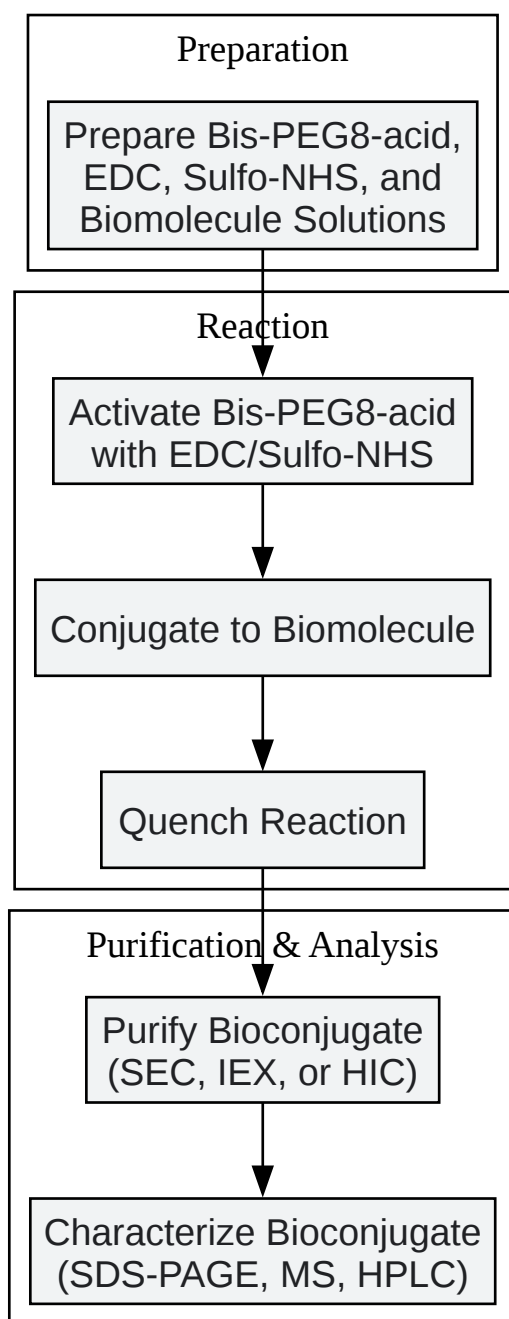 Preparation
Prepare Bis-PEG8-acid,
EDC, Sulfo-NHS, and
Biomolecule Solutions
Reaction
Activate Bis-PEG8-acid
with EDC/Sulfo-NHS
Conjugate to Biomolecule
Quench Reaction
Purification & Analysis
Purify Bioconjugate
(SEC, IEX, or HIC)
Characterize Bioconjugate
(SDS-PAGE, MS, HPLC)